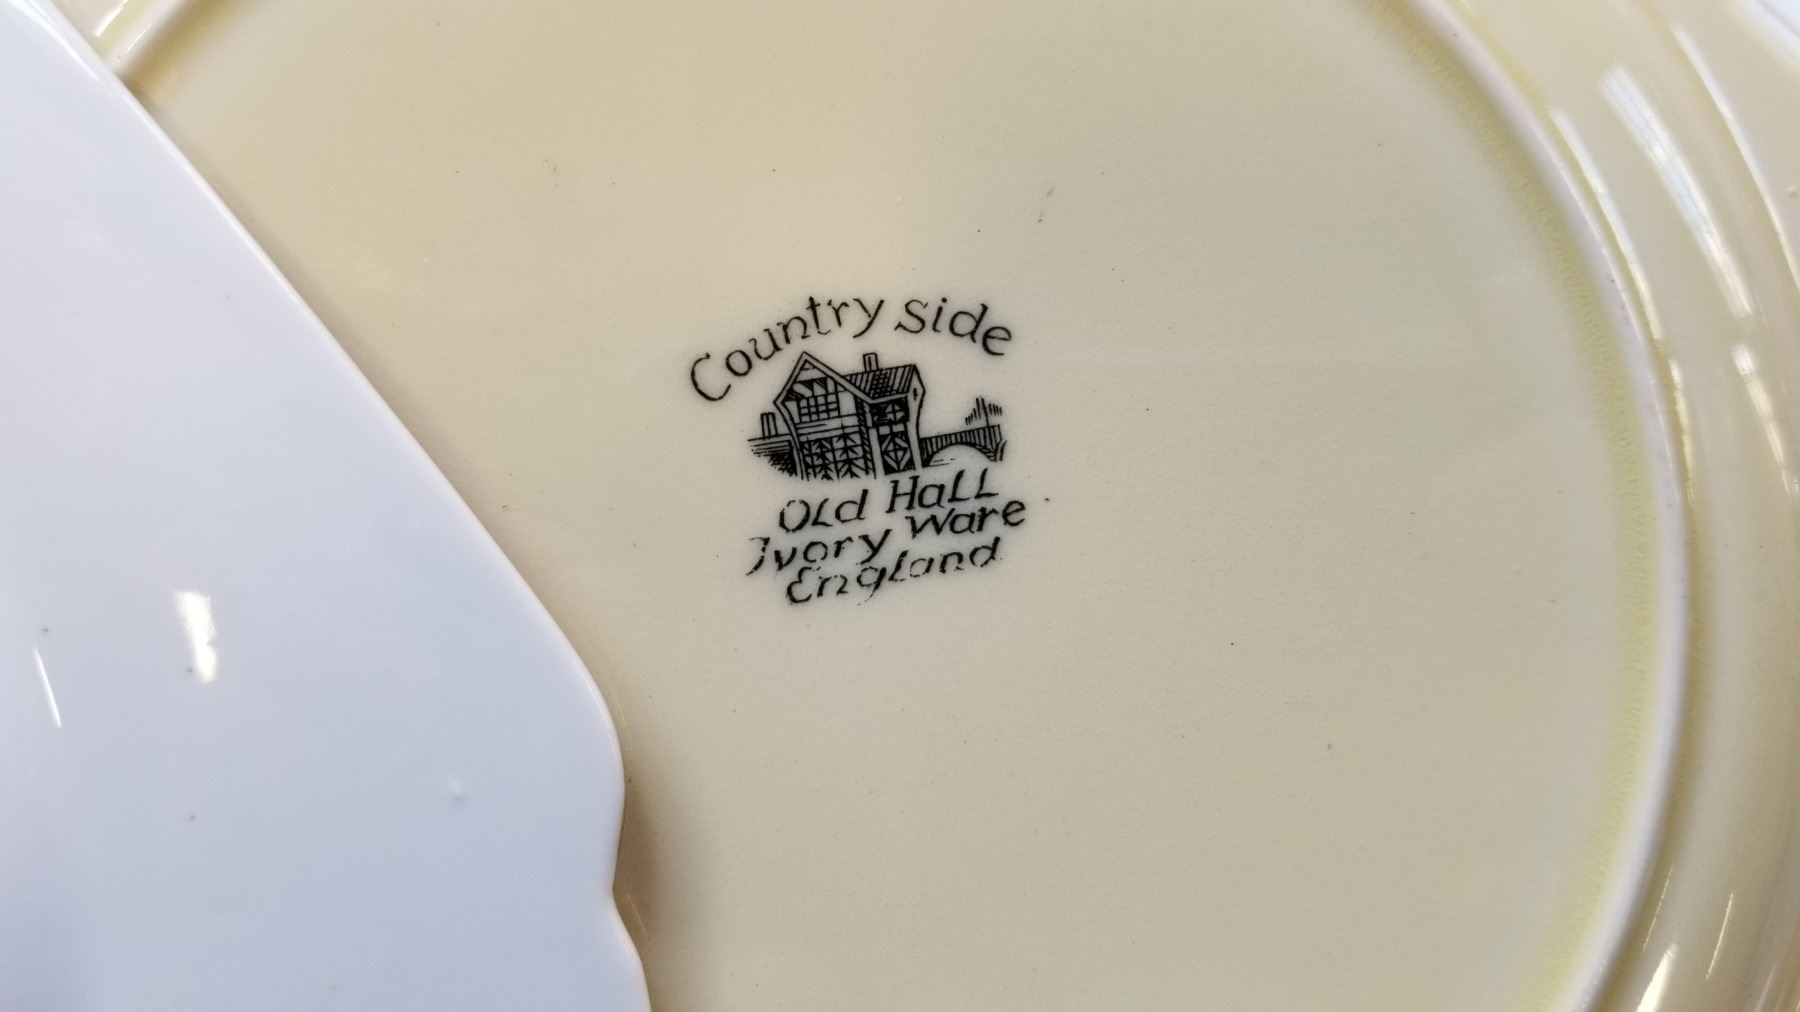 Country side
Old Hall
Ivory Ware
England